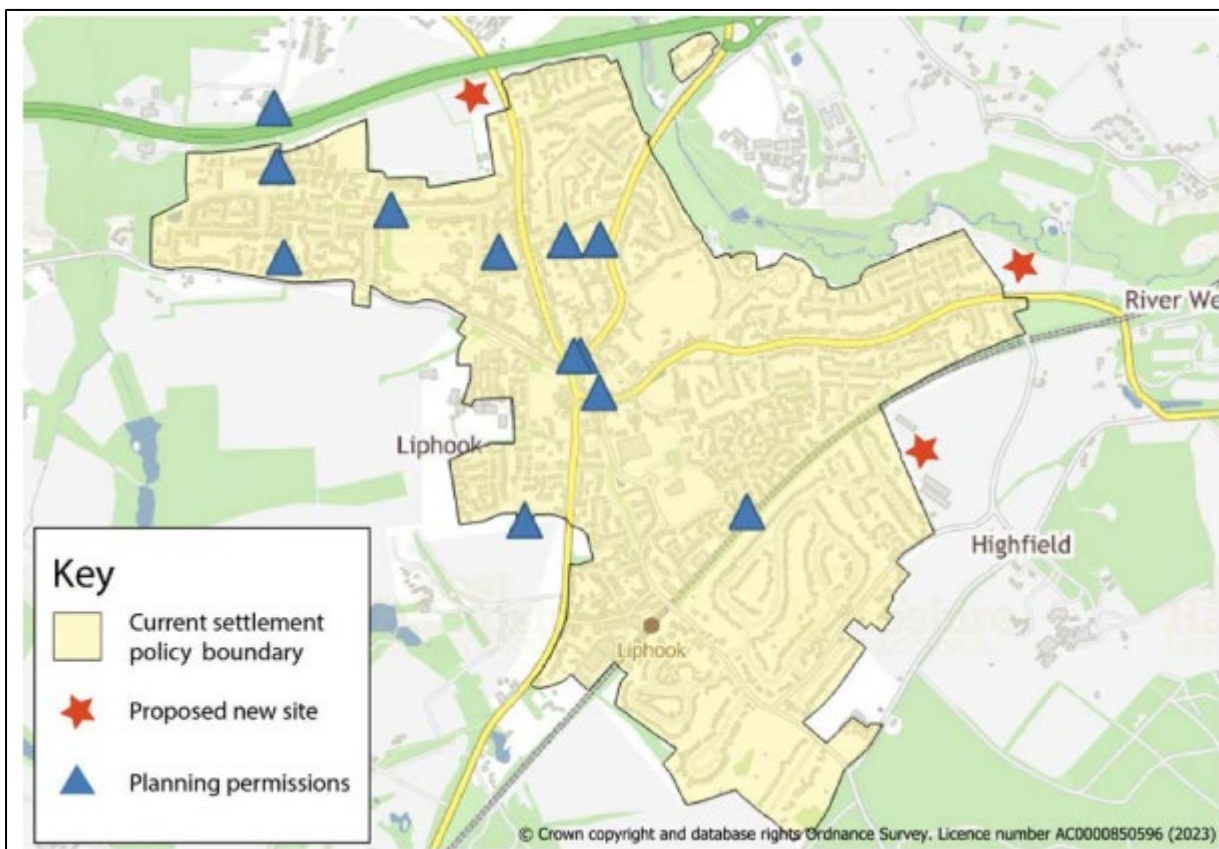 River We
Liphook
Highfield
Liphook
Key
Current settlement
policy boundary
Proposed new site
Planning permissions
© Crown copyright and database rights Ordnance Survey. Licence number AC0000850596 (2023)